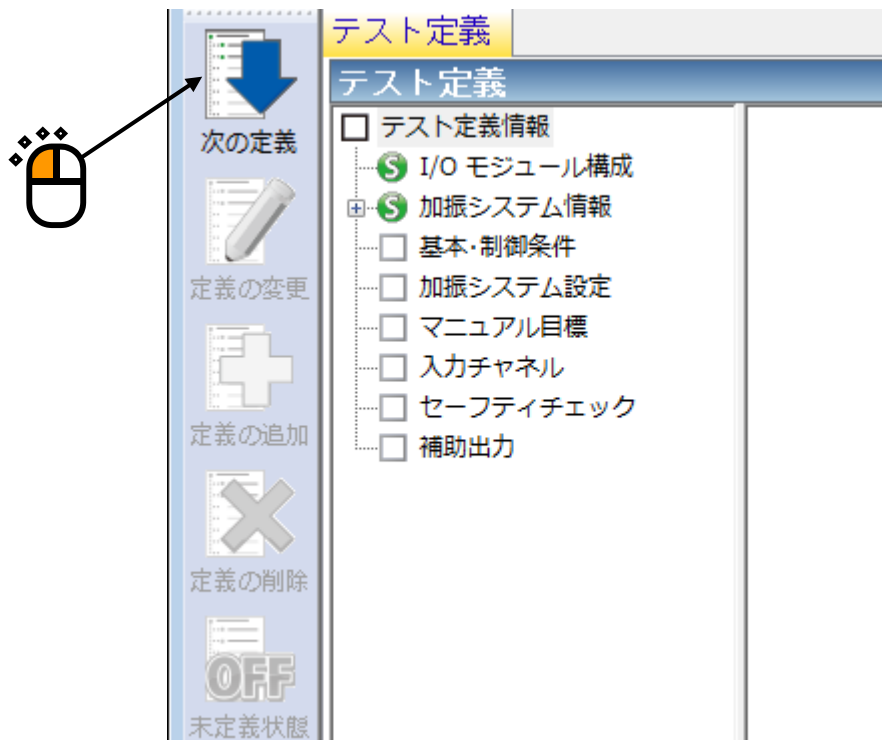 テスト定義
テスト定義
次の定義
定義の変更
定義の追加
定義の削除
OFF
未定義状態
テスト定義情報
S I/O モジュール構成
S 加振システム情報
基本・制御条件
加振システム設定
マニュアル目標
入力チャネル
セーフティチェック
補助出力